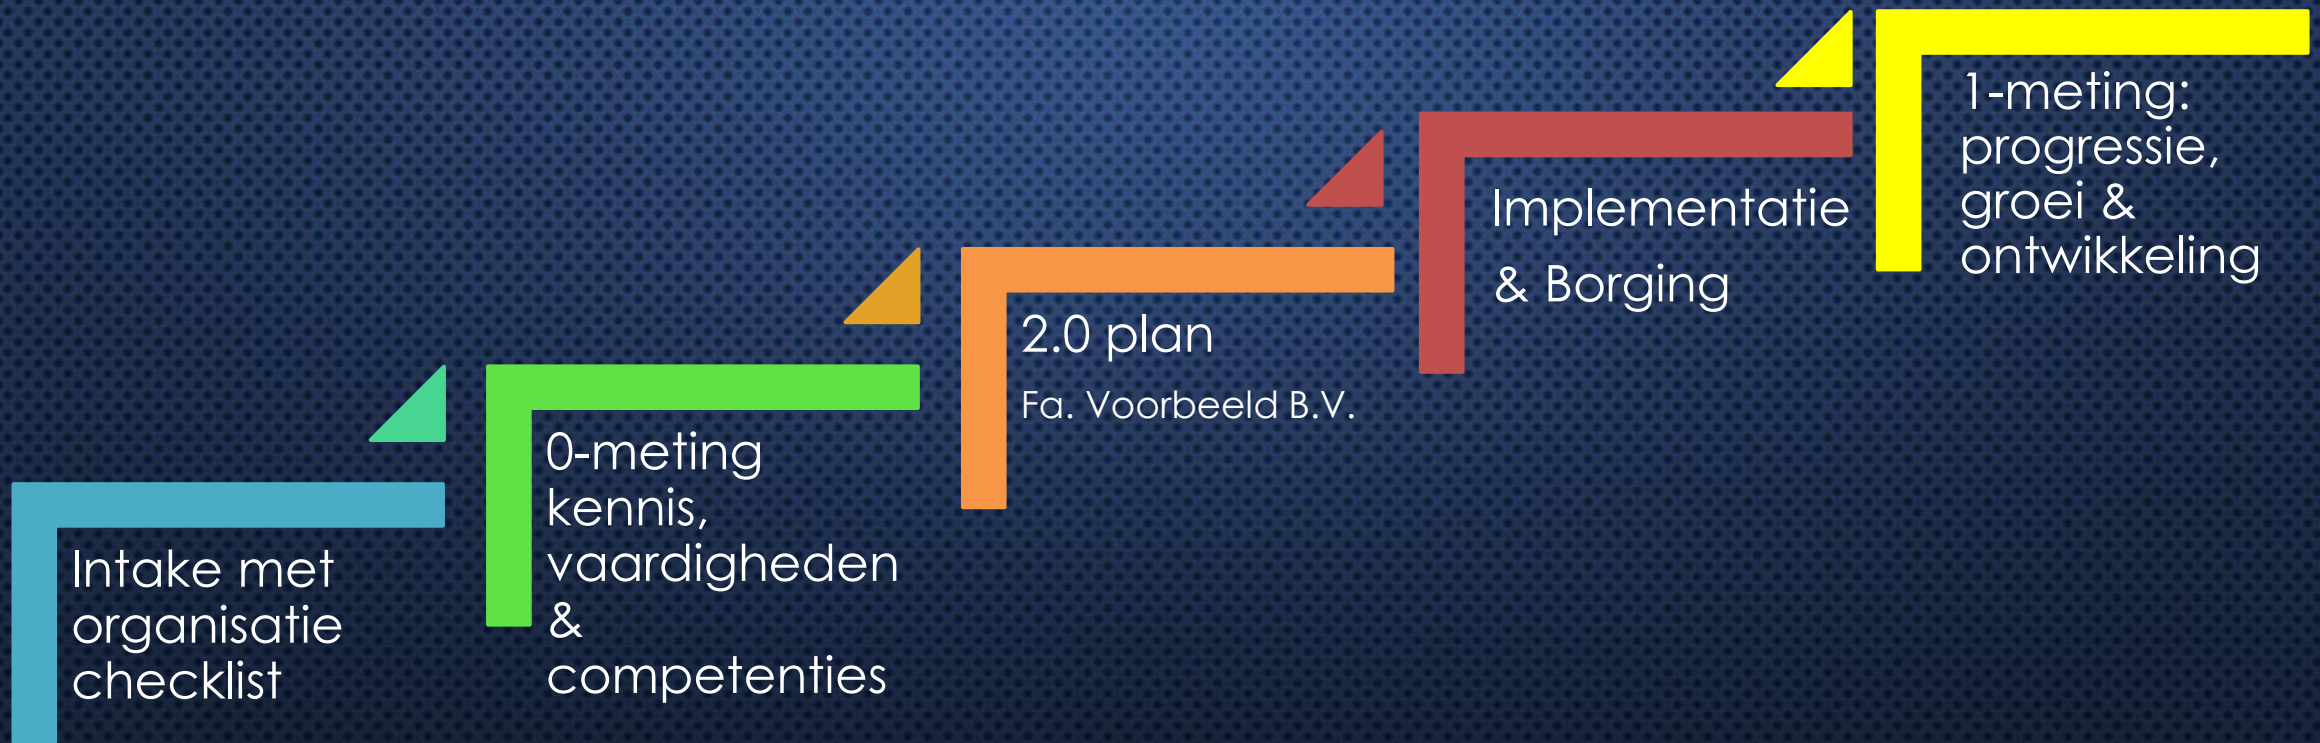 Intake met
organisatie
checklist
0-meting
kennis,
vaardigheden
&
competenties
2.0 plan
Fa. Voorbeeld B.V.
Implementatie
& Borging
1-meting:
progressie,
groei &
ontwikkeling